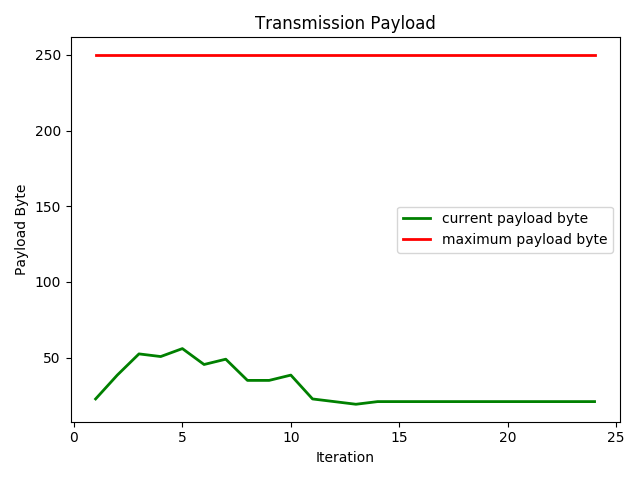 Transmission Payload
250
200
150
100
50
Payload Byte
current payload byte
maximum payload byte
0 5 10 15 20 25
Iteration